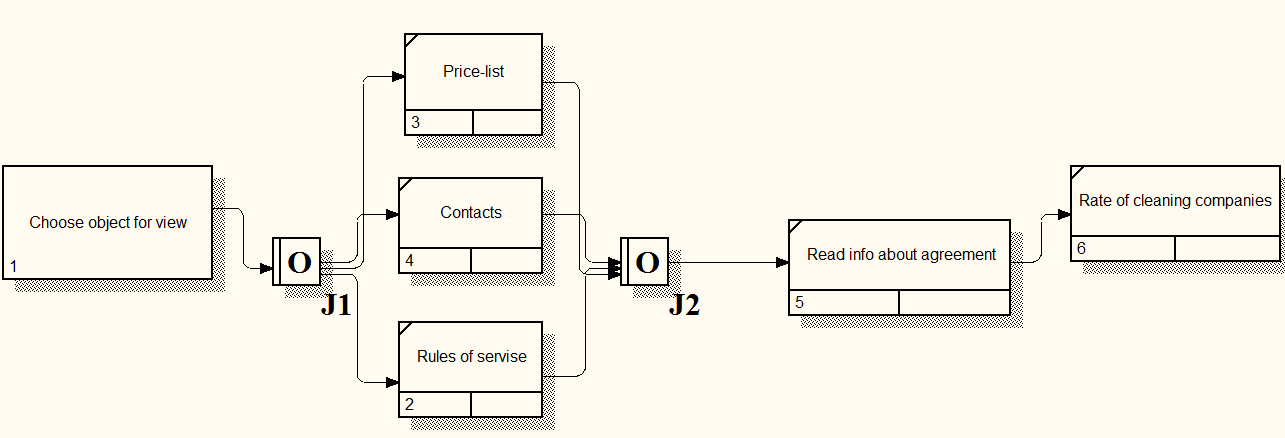 Price-list
3
Choose object for view
1
O
J1
Contacts
4
Rules of servise
2
O
J2
Read info about agreement
5
Rate of cleaning companies
6